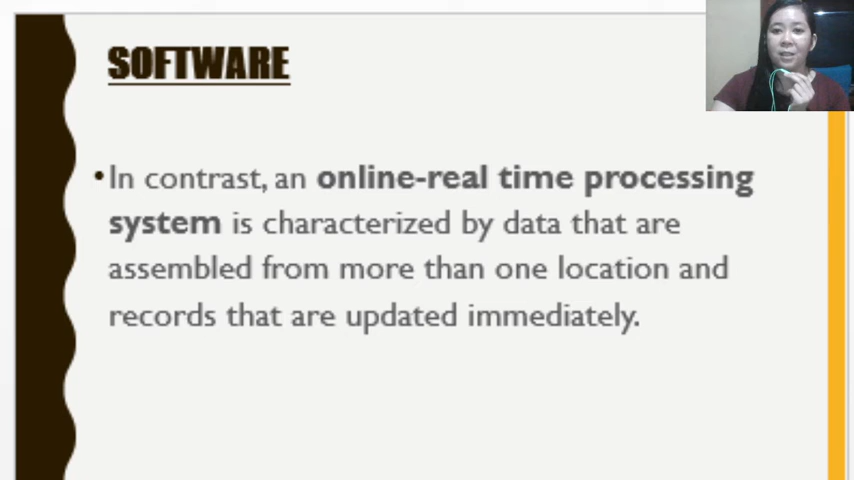 SOFTWARE
•In contrast, an online-real time processing
system is characterized by data that are
assembled from more than one location and
records that are updated immediately.